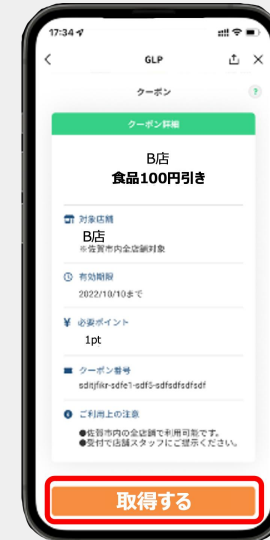 17:34
GLP
クーポン
?
クーポン詳細
B店
食品100円引き
対象店舗
B店
※佐賀市内全店舗対象
有効期限
2022/10/10まで
¥ 必要ポイント
1pt
クーポン番号
sditjfikr-sdfe1-sdf5-sdfsdfsdfsdf
ご利用上の注意
●佐賀市内の全店舗で利用可能です。
●受付で店舗スタッフにご提示ください。
取得する